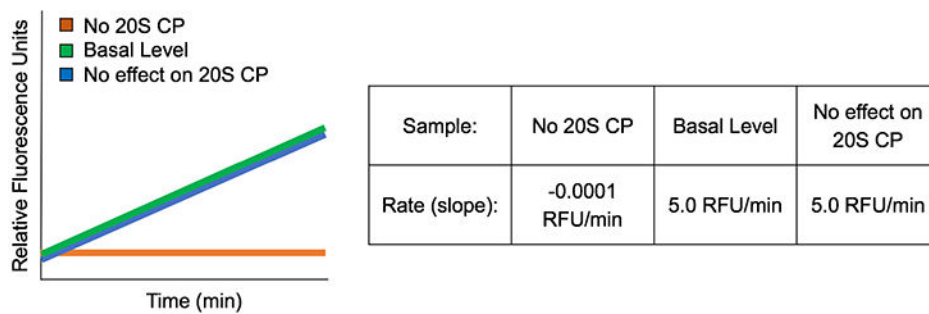 No 20S CP
Basal Level
No effect on 20S CP
Relative Fluorescence Units
Time (min)
Sample:
No 20S CP
Basal Level
No effect on
20S CP
Rate (slope):
-0.0001
RFU/min
5.0 RFU/min
5.0 RFU/min